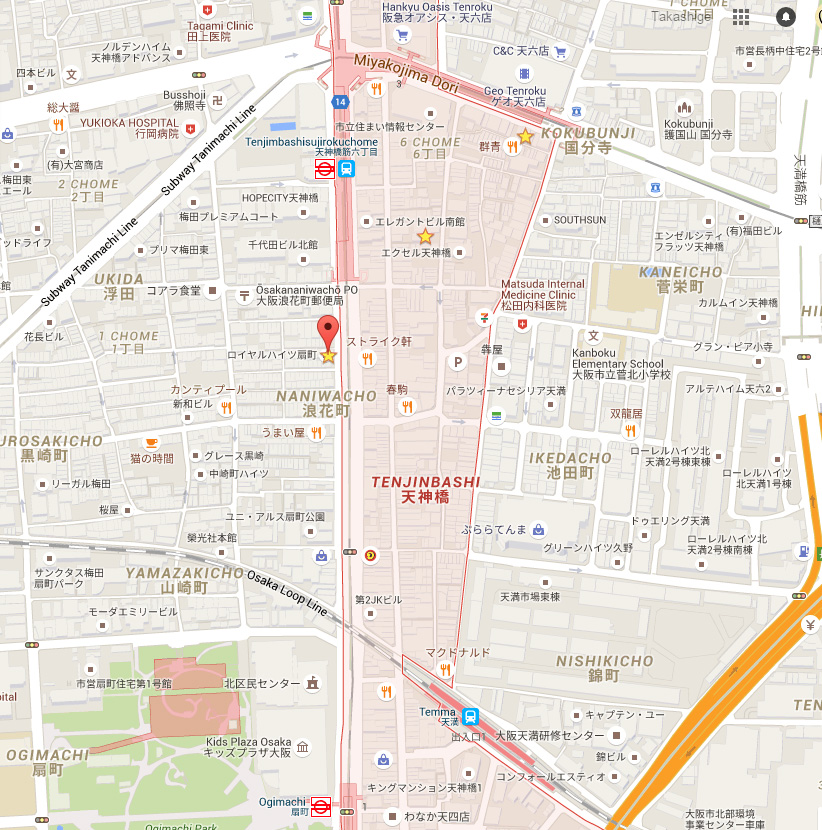 Hankyu Oasis Tenroku
阪急オアシス・天六店
1 CHOME
1丁目
Takashige
Tagami Clinic
田上医院
ノルデンハイム
天神橋アドバンス
C&C 天六店
市営長柄中住宅2号
四本ビル
Miyakojima Dori
3
Geo Tenroku
ゲオ天六店
Busshoji
佛照寺
14
総大醤
YUKIOKA HOSPITAL
行岡病院
市立住まい情報センター
Kokubunji
護国山 国分寺
KOKUBUNJI
国分寺
Tenjimbashisujirokuchome
天神橋筋六丁目
6 CHOME
6丁目
群青
(有)大宮商店
天満橋筋
2 CHOME
2丁目
Subway-Tanimachi Line
HOPECITY天神橋
梅田プレミアムコート
エレガントビル南館
SOUTHSUN
(有)福田ビル
エンゼルシティ
フラッツ天神橋
千代田ビル北館
エクセル天神橋
プリマ梅田東
Subway-Tanimachi Line
UKIDA
浮田
コアラ食堂
Ōsakananiwachō PO
大阪浪花町郵便局
Matsuda Internal
Medicine Clinic
松田内科医院
KANEICHO
菅栄町
カルムイン天神橋
花長ビル
1 CHOME
1丁目
ストライク軒
ロイヤルハイツ扇町
犇屋
Kanboku
Elementary School
大阪市立菅北小学校
グラン・ピア小寺
カンティプール
新和ビル
NANIWACHO
浪花町
春駒
パラツィーナセシリア天満
アルテハイム天六2
双龍居
UROSAKICHO
黒崎町
猫の時間
うまい屋
グレース黒崎
中崎町ハイツ
IKEDACHO
池田町
ローレルハイツ北
天満2号棟東棟
ローレルハイツ
北天満1号棟
リーガル梅田
TENJINBASHI
天神橋
桜屋
ユニ・アルス扇町公園
ぷららてんま
ドゥエリング天満
栄光社本館
グリーンハイツ久野
ローレルハイツ北
天満2号棟南棟
サンクタス梅田
扇町パーク
YAMAZAKICHO
山崎町
Osaka Loop Line
第2JKビル
天満市場東棟
モーダエミリービル
マクドナルド
NISHIKICHO
錦町
市営扇町住宅第1号館
北区民センター
Temma
天満
出入口1
キャプテン・ユー
大阪天満研修センター
Kids Plaza Osaka
キッズプラザ大阪
OGIMACHI
扇町
錦ビル
コンフォールエスティオ
キングマンション天神橋1
Ogimachi
扇町
1
わなか天四店
大阪市北部環境
事業センター車庫
Ogimachi Park